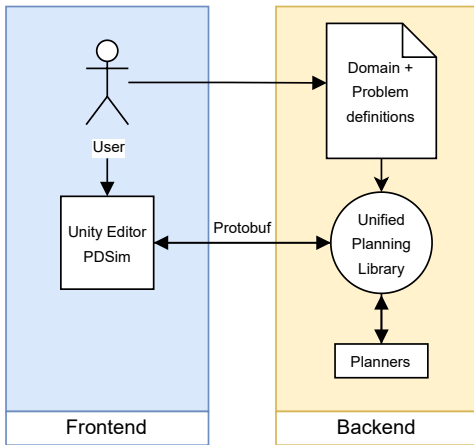 User
Unity Editor
PDSim
Frontend
Protobuf
Domain +
Problem
definitions
Unified
Planning
Library
Planners
Backend